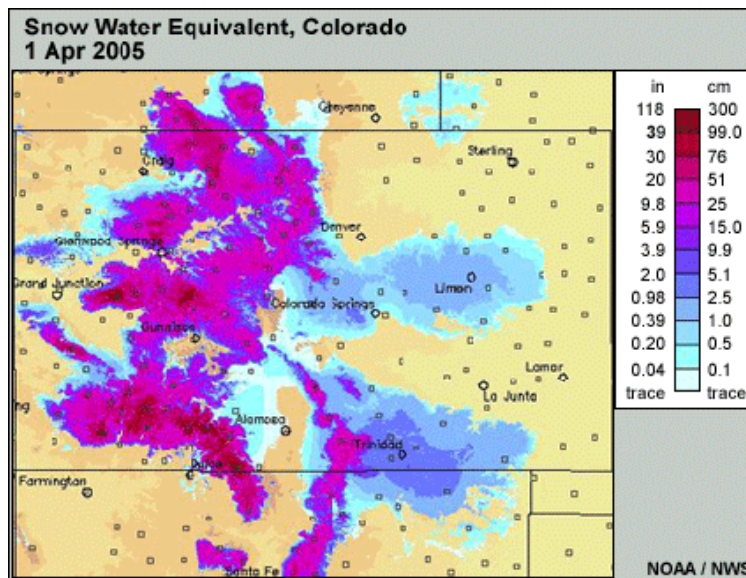 Snow Water Equivalent, Colorado
1 Apr 2005
Springs
Cheyenne
Craig
Sterling
Glenwood Springs
Denver
Grand Junction
Limon
Colorado Springs
Gunnison
Lamar
La Junta
Alamosa
Trinidad
Farmington
Santa Fe
in cm
118 300
39 99.0
30 76
20 51
9.8 25
5.9 15.0
3.9 9.9
2.0 5.1
0.98 2.5
0.39 1.0
0.20 0.5
0.04 0.1
trace trace
NOAA / NWS